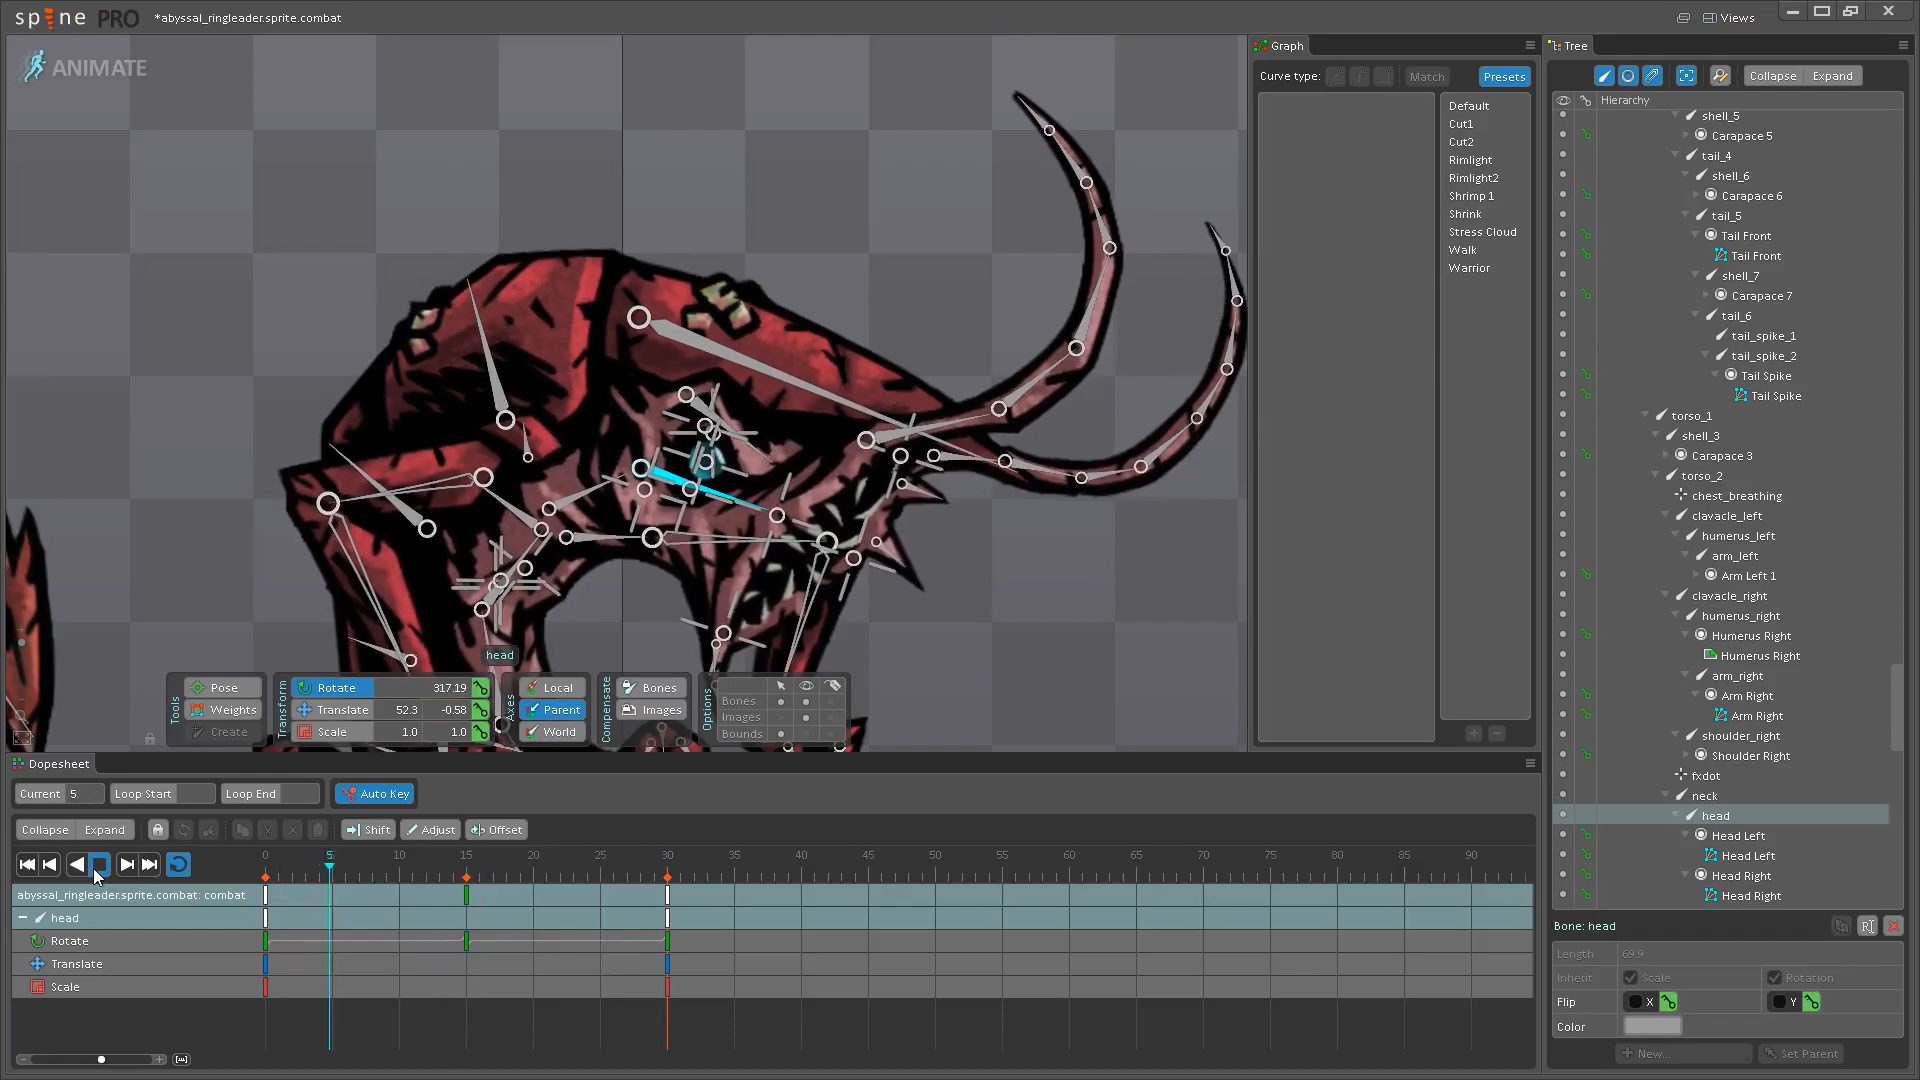 spine PRO *abyssal_ringleader.sprite.combat
Views
ANIMATE
Graph
Curve type: Match Presets
Default
Cut1
Cut2
Rimlight
Rimlight2
Shrimp 1
Shrink
Stress Cloud
Walk
Warrior
Tree
Collapse Expand
Hierarchy
shell_5
Carapace 5
tail_4
shell_6
Carapace 6
tail_5
Tail Front
Tail Front
shell_7
Carapace 7
tail_6
tail_spike_1
tail_spike_2
Tail Spike
Tail Spike
torso_1
shell_3
Carapace 3
torso_2
chest_breathing
clavacle_left
humerus_left
arm_left
Arm Left 1
clavacle_right
humerus_right
Humerus Right
Humerus Right
arm_right
Arm Right
Arm Right
shoulder_right
Shoulder Right
fxdot
neck
head
Head Left
Head Left
Head Right
Head Right
Bone: head
Length 69.9
Inherit Scale Rotation
Flip X Y
Color
New... Set Parent
head
Tools
Pose
Weights
Create
Transform
Rotate 317.19
Translate 52.3 -0.58
Scale 1.0 1.0
Axes
Local
Parent
World
Compensate
Bones
Images
Options
Bones
Images
Bounds
Dopesheet
Current 5 Loop Start Loop End Auto Key
Collapse Expand Shift Adjust Offset
0 5 10 15 20 25 30 35 40 45 50 55 60 65 70 75 80 85 90
abyssal_ringleader.sprite.combat: combat
head
Rotate
Translate
Scale